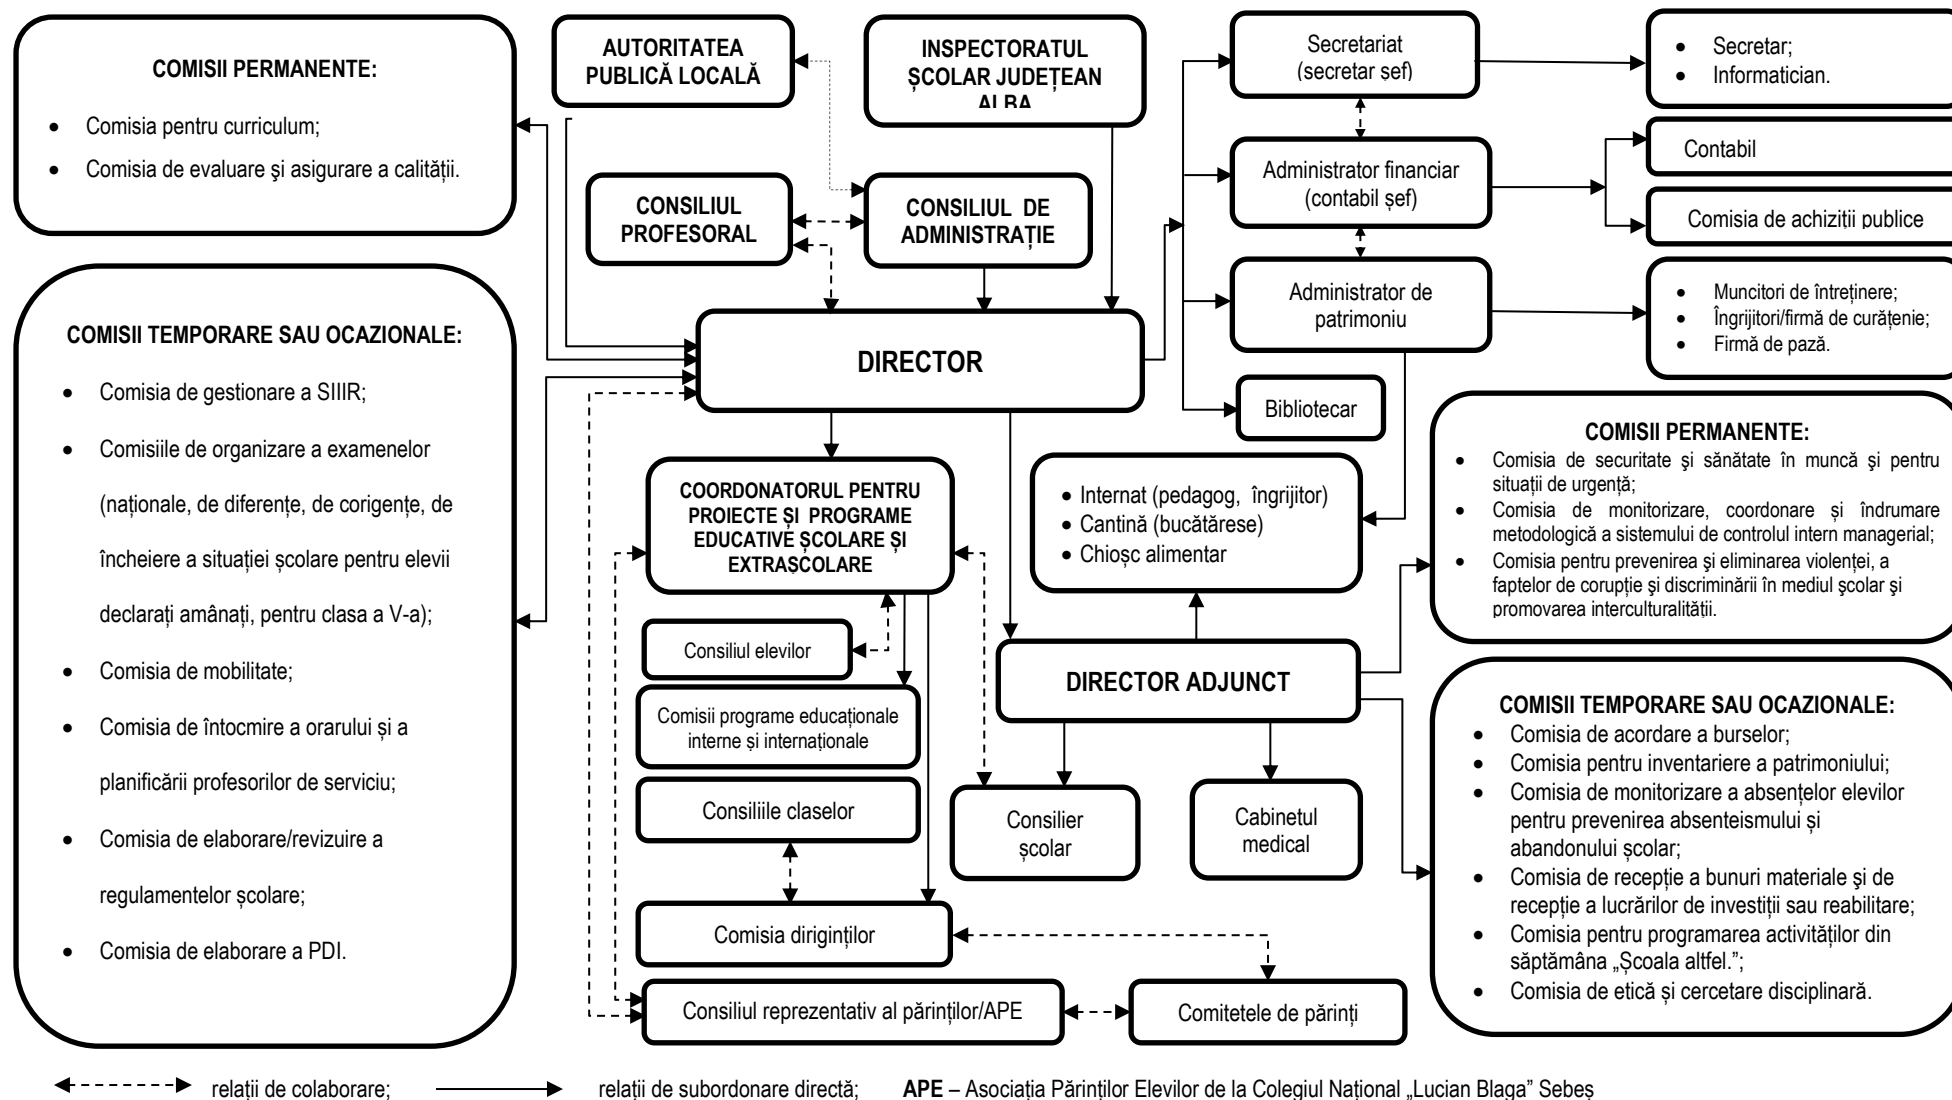 COMISII PERMANENTE:
• Comisia pentru curriculum;
• Comisia de evaluare şi asigurare a calității.
AUTORITATEA
PUBLICĂ LOCALĂ
INSPECTORATUL
ȘCOLAR JUDEȚEAN
ALBA
CONSILIUL
PROFESORAL
CONSILIUL DE
ADMINISTRAȚIE
Secretariat
(secretar șef)
• Secretar;
• Informatician.
Administrator financiar
(contabil șef)
Contabil
Comisia de achiziții publice
Administrator de
patrimoniu
• Muncitori de întreținere;
• Îngrijitori/firmă de curățenie;
• Firmă de pază.
Bibliotecar
DIRECTOR
COMISII TEMPORARE SAU OCAZIONALE:
• Comisia de gestionare a SIIIR;
• Comisiile de organizare a examenelor
(naționale, de diferențe, de corigențe, de
încheiere a situației școlare pentru elevii
declarați amânați, pentru clasa a V-a);
• Comisia de mobilitate;
• Comisia de întocmire a orarului și a
planificării profesorilor de serviciu;
• Comisia de elaborare/revizuire a
regulamentelor școlare;
• Comisia de elaborare a PDI.
COORDONATORUL PENTRU
PROIECTE ȘI PROGRAME
EDUCATIVE ȘCOLARE ȘI
EXTRAȘCOLARE
• Internat (pedagog, îngrijitor)
• Cantină (bucătărese)
• Chioșc alimentar
COMISII PERMANENTE:
• Comisia de securitate şi sănătate în muncă şi pentru
situații de urgență;
• Comisia de monitorizare, coordonare și îndrumare
metodologică a sistemului de controlul intern managerial;
• Comisia pentru prevenirea şi eliminarea violenței, a
faptelor de corupție şi discriminării în mediul școlar şi
promovarea interculturalității.
Consiliul elevilor
Comisii programe educaționale
interne și internaționale
Consiliile claselor
DIRECTOR ADJUNCT
Consilier
școlar
Cabinetul
medical
COMISII TEMPORARE SAU OCAZIONALE:
• Comisia de acordare a burselor;
• Comisia pentru inventariere a patrimoniului;
• Comisia de monitorizare a absențelor elevilor
pentru prevenirea absenteismului și
abandonului școlar;
• Comisia de recepție a bunuri materiale şi de
recepție a lucrărilor de investiții sau reabilitare;
• Comisia pentru programarea activităților din
săptămâna „Școala altfel.”;
• Comisia de etică și cercetare disciplinară.
Comisia diriginților
Consiliul reprezentativ al părinților/APE
Comitetele de părinți
relații de colaborare; relații de subordonare directă; APE – Asociația Părinților Elevilor de la Colegiul Național „Lucian Blaga” Sebeș